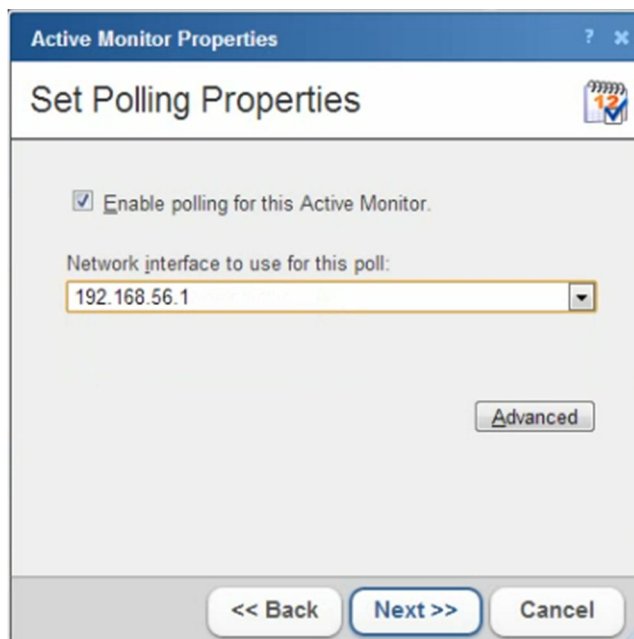 Active Monitor Properties ? ×
Set Polling Properties
12
Enable polling for this Active Monitor.
Network interface to use for this poll:
192.168.56.1
Advanced
<< Back Next >> Cancel